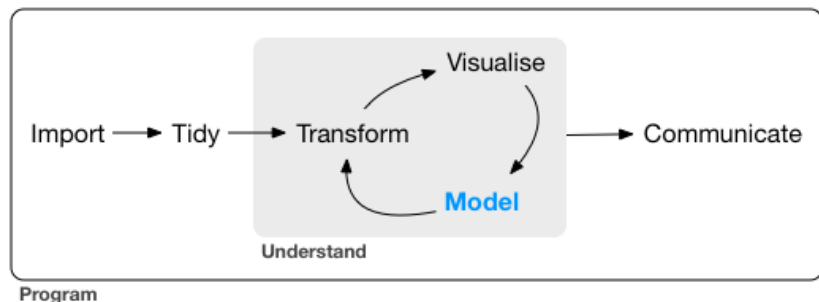 Visualise
Import Tidy Transform Communicate
Model
Understand
Program